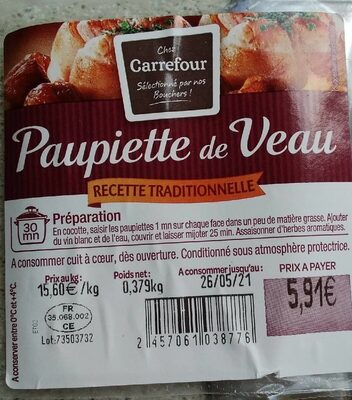 Chez
Carrefour
Sélectionné par nos
Bouchers !
Paupiette de Veau
RECETTE TRADITIONNELLE
30 mn
Préparation
En cocotte, saisir les paupiettes 1 mn sur chaque face dans un peu de matière grasse. Ajouter
du vin blanc et de l'eau, couvrir et laisser mijoter 25 min. Assaisonner d'herbes aromatiques.
A consommer cuit à cœur, dès ouverture. Conditionné sous atmosphère protectrice.
Prix au kg: Poids net: A consommer jusqu'au: PRIX A PAYER
15,60€/kg 0,379kg 26/05/21 5,91€
FR
35.068.002
CE
Lot:73503732
2 457061 038776
A conserver entre 0°C et +4°C.